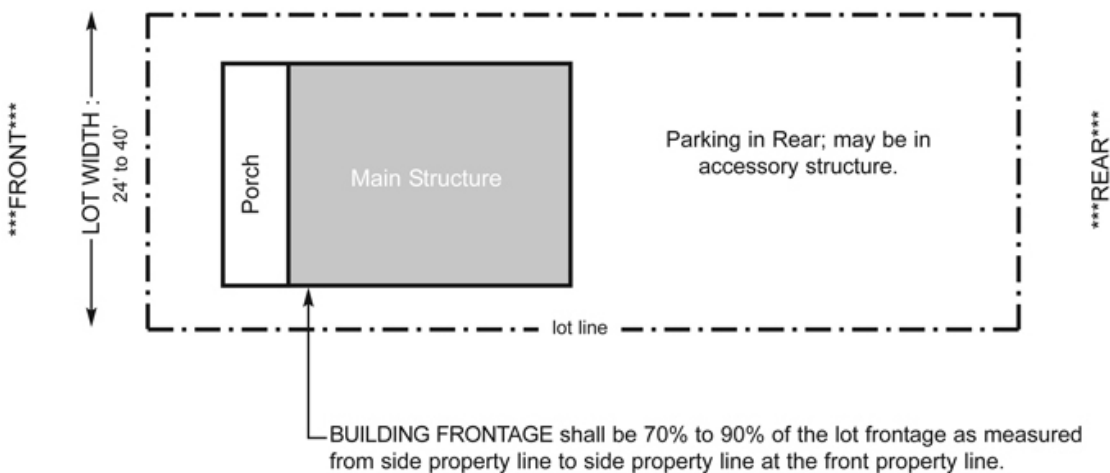 ***FRONT***
LOT WIDTH :
24' to 40'
Porch
Main Structure
Parking in Rear; may be in
accessory structure.
***REAR***
lot line
BUILDING FRONTAGE shall be 70% to 90% of the lot frontage as measured
from side property line to side property line at the front property line.